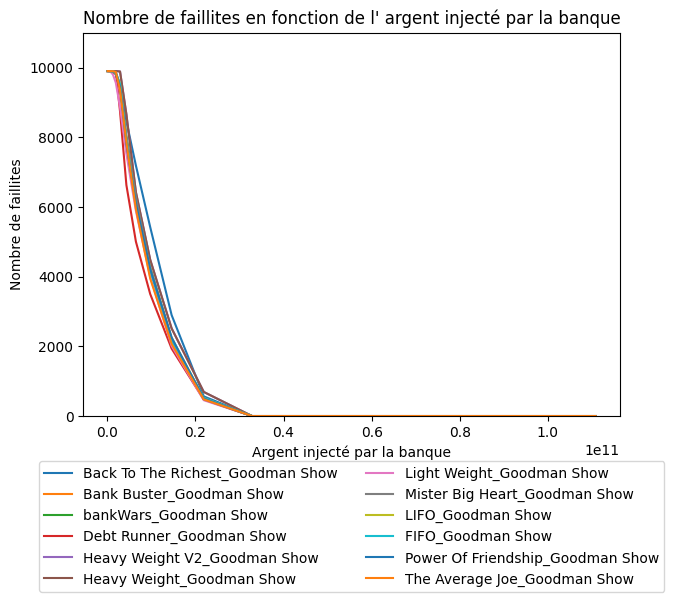 Nombre de faillites en fonction de l' argent injecté par la banque
Nombre de faillites
10000
8000
6000
4000
2000
0
0.0 0.2 0.4 0.6 0.8 1.0
1e11
Argent injecté par la banque
Back To The Richest_Goodman Show
Bank Buster_Goodman Show
bankWars_Goodman Show
Debt Runner_Goodman Show
Heavy Weight V2_Goodman Show
Heavy Weight_Goodman Show
Light Weight_Goodman Show
Mister Big Heart_Goodman Show
LIFO_Goodman Show
FIFO_Goodman Show
Power Of Friendship_Goodman Show
The Average Joe_Goodman Show